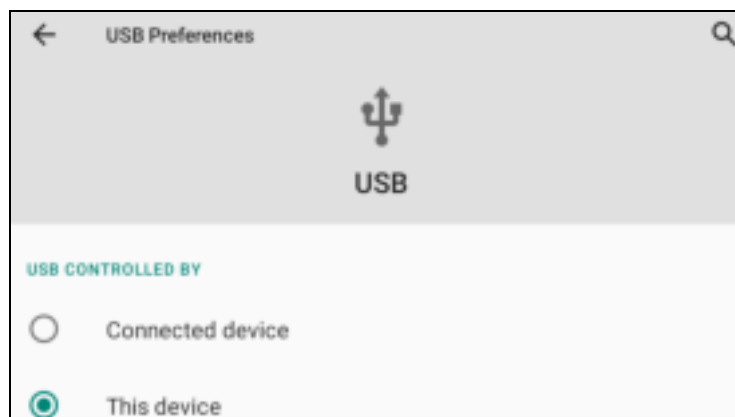 USB Preferences
USB
USB CONTROLLED BY
Connected device
This device